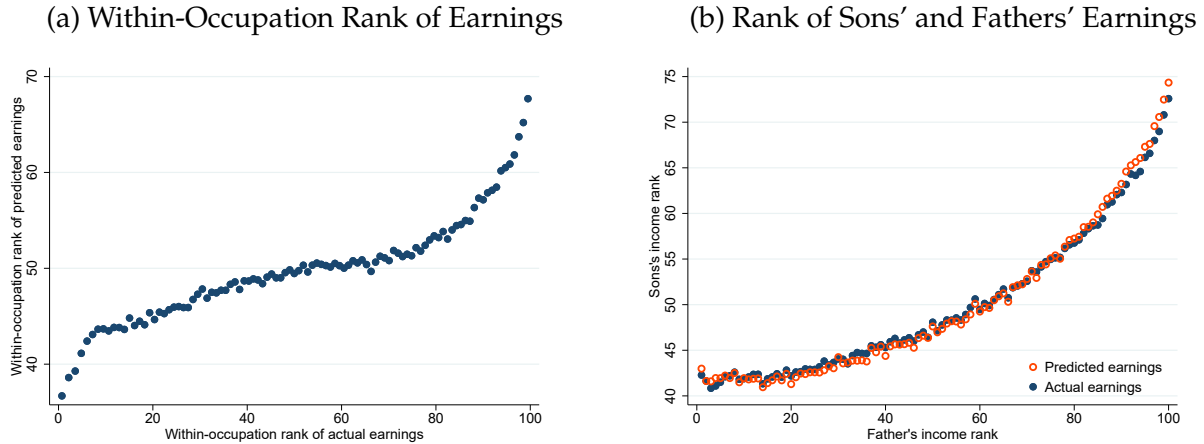 (a) Within-Occupation Rank of Earnings
Within-occupation rank of predicted earnings
70
60
50
40
0 20 40 60 80 100
Within-occupation rank of actual earnings
(b) Rank of Sons' and Fathers' Earnings
Sons's income rank
75
70
65
60
55
50
45
40
Predicted earnings
Actual earnings
0 20 40 60 80 100
Father's income rank